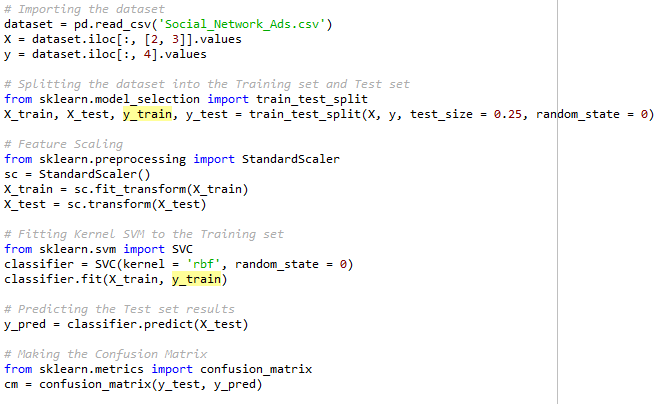 # Importing the dataset
dataset = pd.read_csv('Social_Network_Ads.csv')
X = dataset.iloc[:, [2, 3]].values
y = dataset.iloc[:, 4].values
# Splitting the dataset into the Training set and Test set
from sklearn.model_selection import train_test_split
X_train, X_test, y_train, y_test = train_test_split(X, y, test_size = 0.25, random_state = 0)
# Feature Scaling
from sklearn.preprocessing import StandardScaler
sc = StandardScaler()
X_train = sc.fit_transform(X_train)
X_test = sc.transform(X_test)
# Fitting Kernel SVM to the Training set
from sklearn.svm import SVC
classifier = SVC(kernel = 'rbf', random_state = 0)
classifier.fit(X_train, y_train)
# Predicting the Test set results
y_pred = classifier.predict(X_test)
# Making the Confusion Matrix
from sklearn.metrics import confusion_matrix
cm = confusion_matrix(y_test, y_pred)